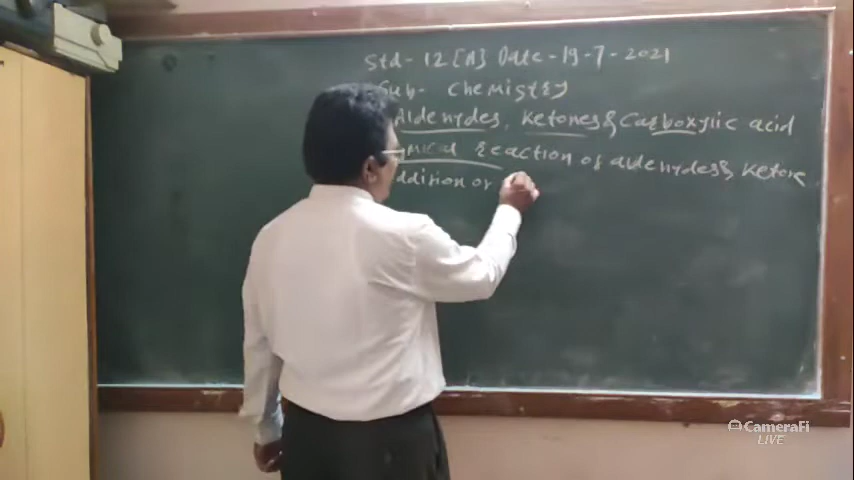 Std- 12 [A] Date - 19-7-2021
Sub- Chemistry
Aldehydes, Ketones & Carboxylic acid
mical reaction of aldehydes & Ketone
ddition of
CameraFi
LIVE